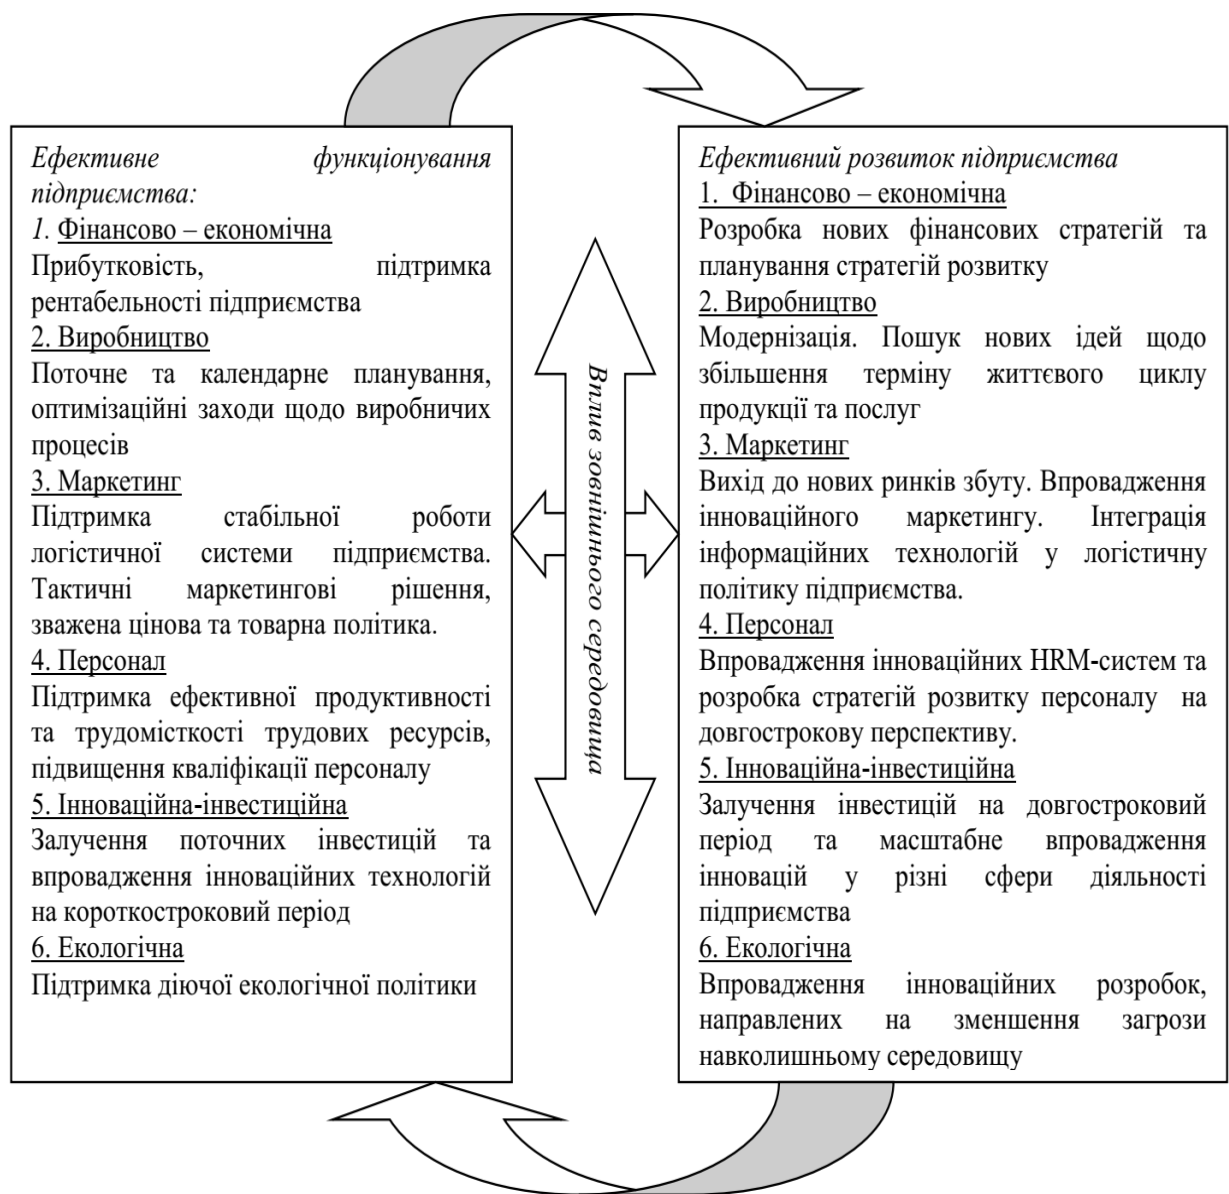 Ефективне функціонування
підприємства:
1. Фінансово – економічна
Прибутковість, підтримка
рентабельності підприємства
2. Виробництво
Поточне та календарне планування,
оптимізаційні заходи щодо виробничих
процесів
3. Маркетинг
Підтримка стабільної роботи
логістичної системи підприємства.
Тактичні маркетингові рішення,
зважена цінова та товарна політика.
4. Персонал
Підтримка ефективної продуктивності
та трудомісткості трудових ресурсів,
підвищення кваліфікації персоналу
5. Інноваційна-інвестиційна
Залучення поточних інвестицій та
впровадження інноваційних технологій
на короткостроковий період
6. Екологічна
Підтримка діючої екологічної політики
Вплив зовнішнього середовища
Ефективний розвиток підприємства
1. Фінансово – економічна
Розробка нових фінансових стратегій та
планування стратегій розвитку
2. Виробництво
Модернізація. Пошук нових ідей щодо
збільшення терміну життєвого циклу
продукції та послуг
3. Маркетинг
Вихід до нових ринків збуту. Впровадження
інноваційного маркетингу. Інтеграція
інформаційних технологій у логістичну
політику підприємства.
4. Персонал
Впровадження інноваційних HRM-систем та
розробка стратегій розвитку персоналу на
довгострокову перспективу.
5. Інноваційна-інвестиційна
Залучення інвестицій на довгостроковий
період та масштабне впровадження
інновацій у різні сфери діяльності
підприємства
6. Екологічна
Впровадження інноваційних розробок,
направлених на зменшення загрози
навколишньому середовищу